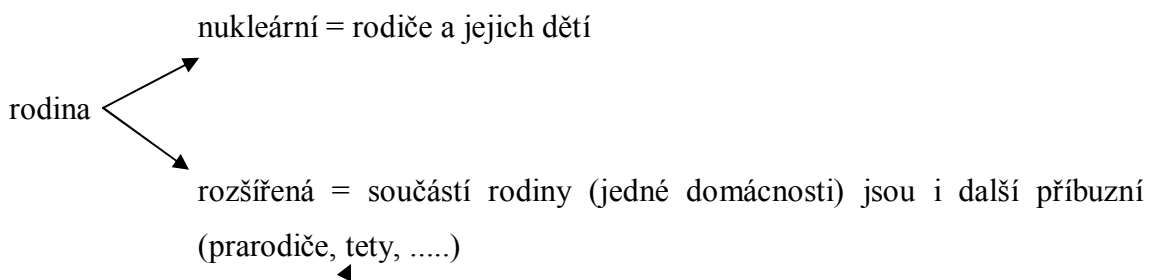 nukleární = rodiče a jejich dětí
rodina
rozšířená = součástí rodiny (jedné domácnosti) jsou i další příbuzní
(prarodiče, tety, .....)